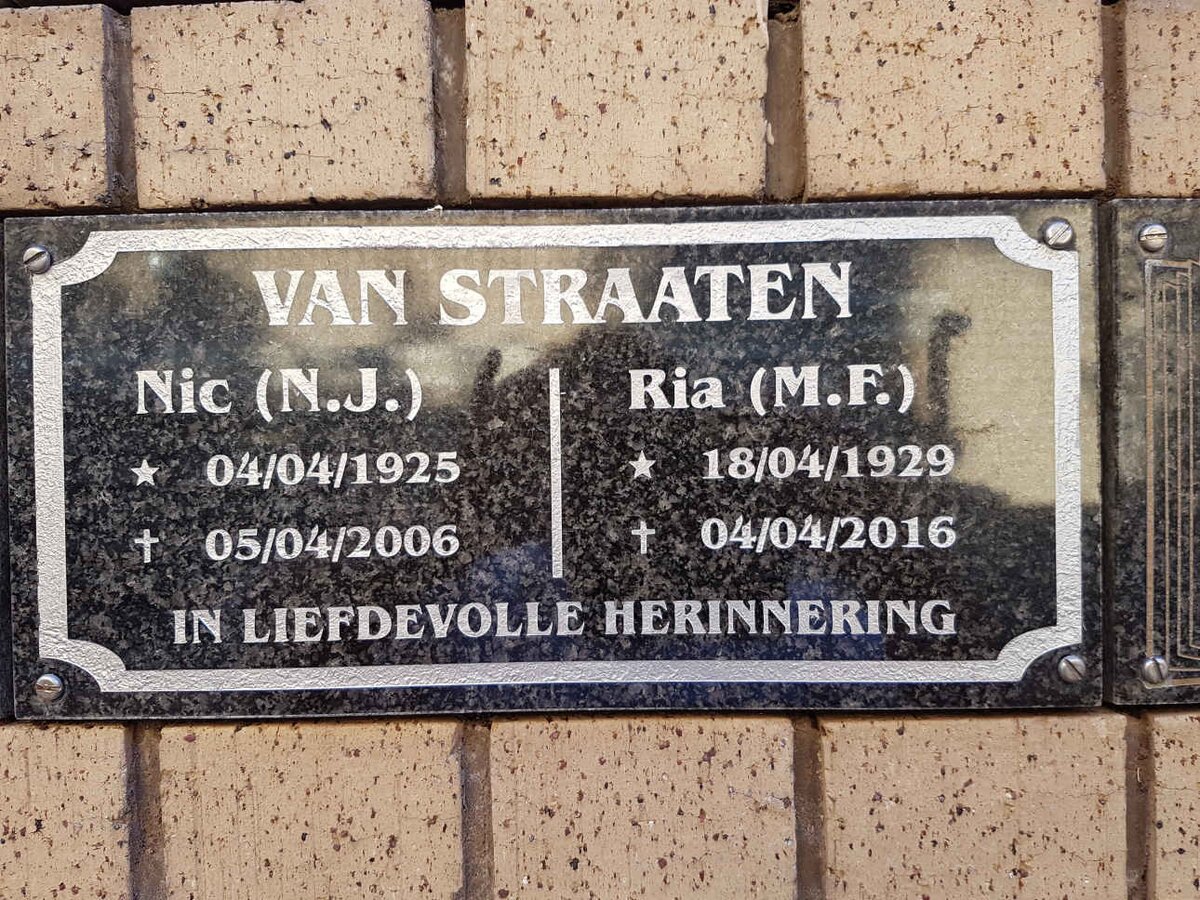 VAN STRAATEN
Nic (N.J.)
★ 04/04/1925
✝ 05/04/2006
Ria (M.F.)
★ 18/04/1929
✝ 04/04/2016
IN LIEFDEVOLLE HERINNERING